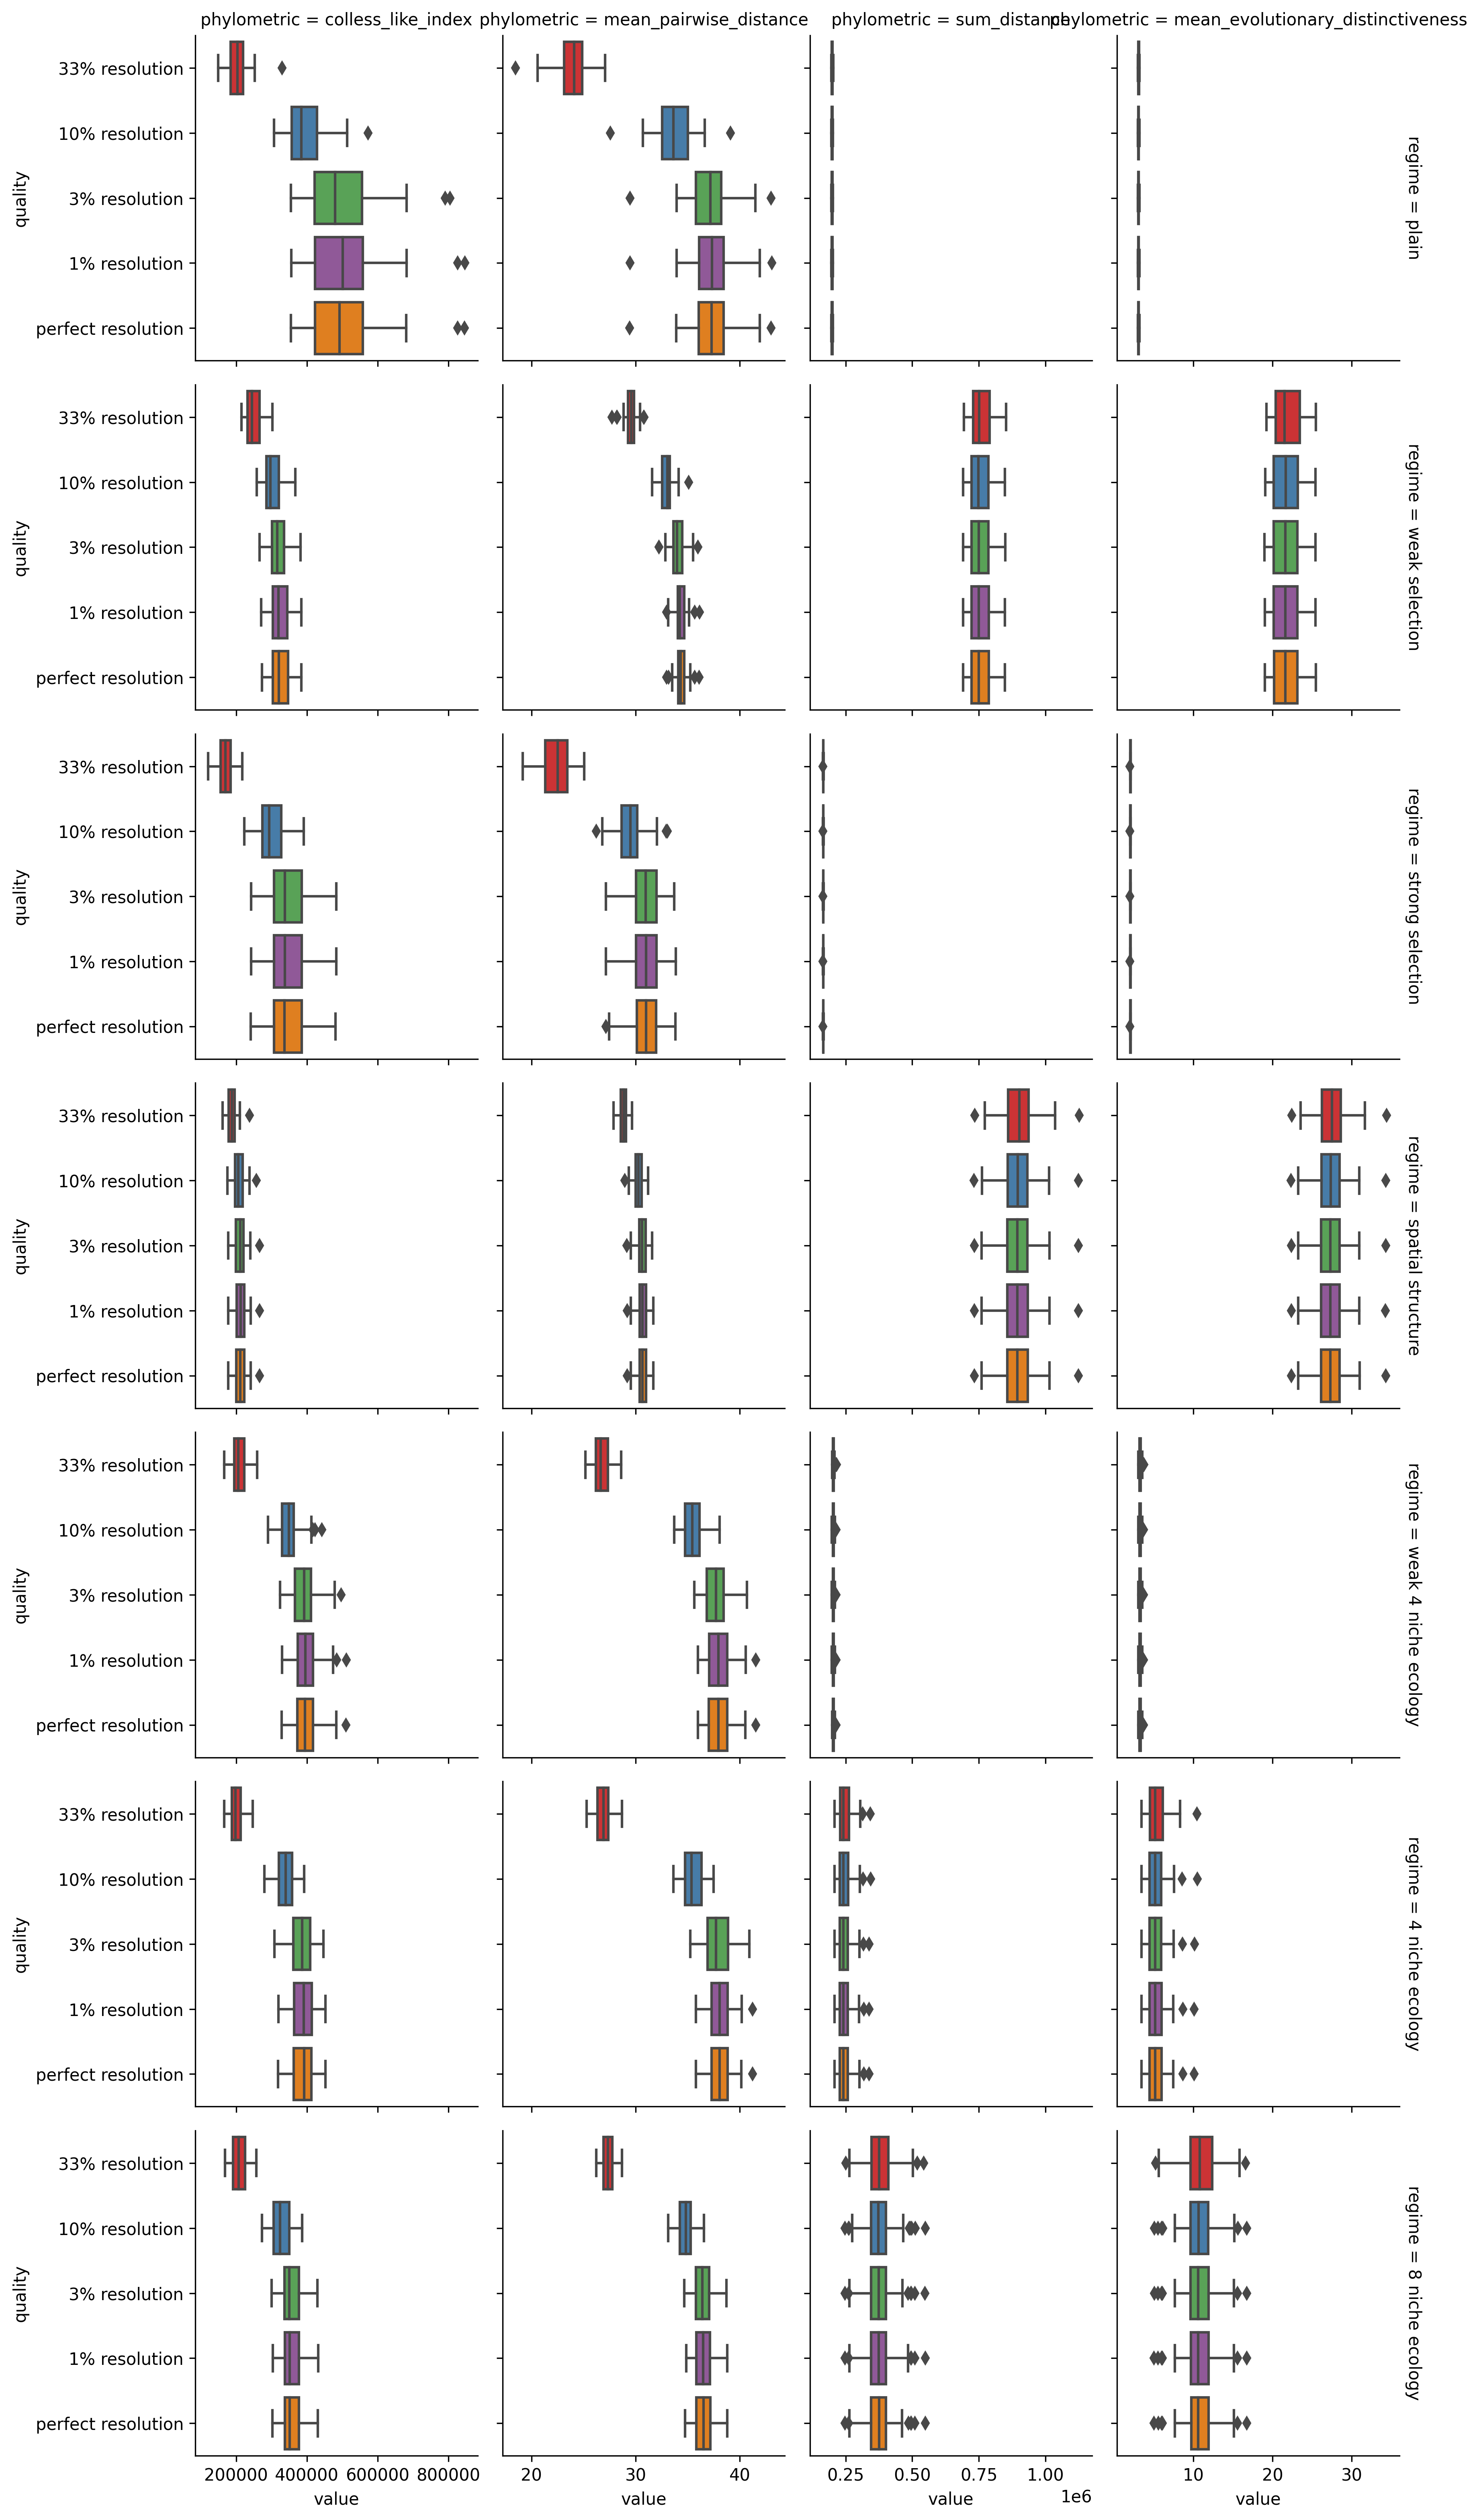 phylometric = colless_like_index
phylometric = mean_pairwise_distance
phylometric = sum_distance
phylometric = mean_evolutionary_distinctiveness
33% resolution
10% resolution
3% resolution
1% resolution
perfect resolution
quality
regime = plain
33% resolution
10% resolution
3% resolution
1% resolution
perfect resolution
quality
regime = weak selection
33% resolution
10% resolution
3% resolution
1% resolution
perfect resolution
quality
regime = strong selection
33% resolution
10% resolution
3% resolution
1% resolution
perfect resolution
quality
regime = spatial structure
33% resolution
10% resolution
3% resolution
1% resolution
perfect resolution
quality
regime = weak 4 niche ecology
33% resolution
10% resolution
3% resolution
1% resolution
perfect resolution
quality
regime = 4 niche ecology
33% resolution
10% resolution
3% resolution
1% resolution
perfect resolution
quality
regime = 8 niche ecology
200000 400000 600000 800000
value
20 30 40
value
0.25 0.50 0.75 1.00
1e6
value
10 20 30
value